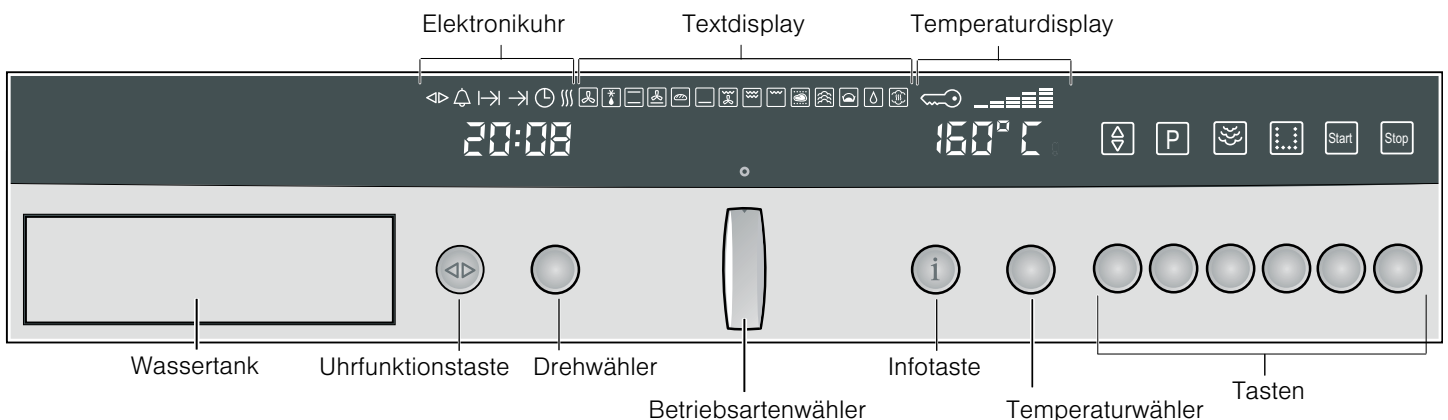 Elektronikuhr Textdisplay Temperaturdisplay
20:08 160°C P Start Stop
i
Wassertank Uhrfunktionstaste Drehwähler Infotaste Tasten
Betriebsartenwähler Temperaturwähler